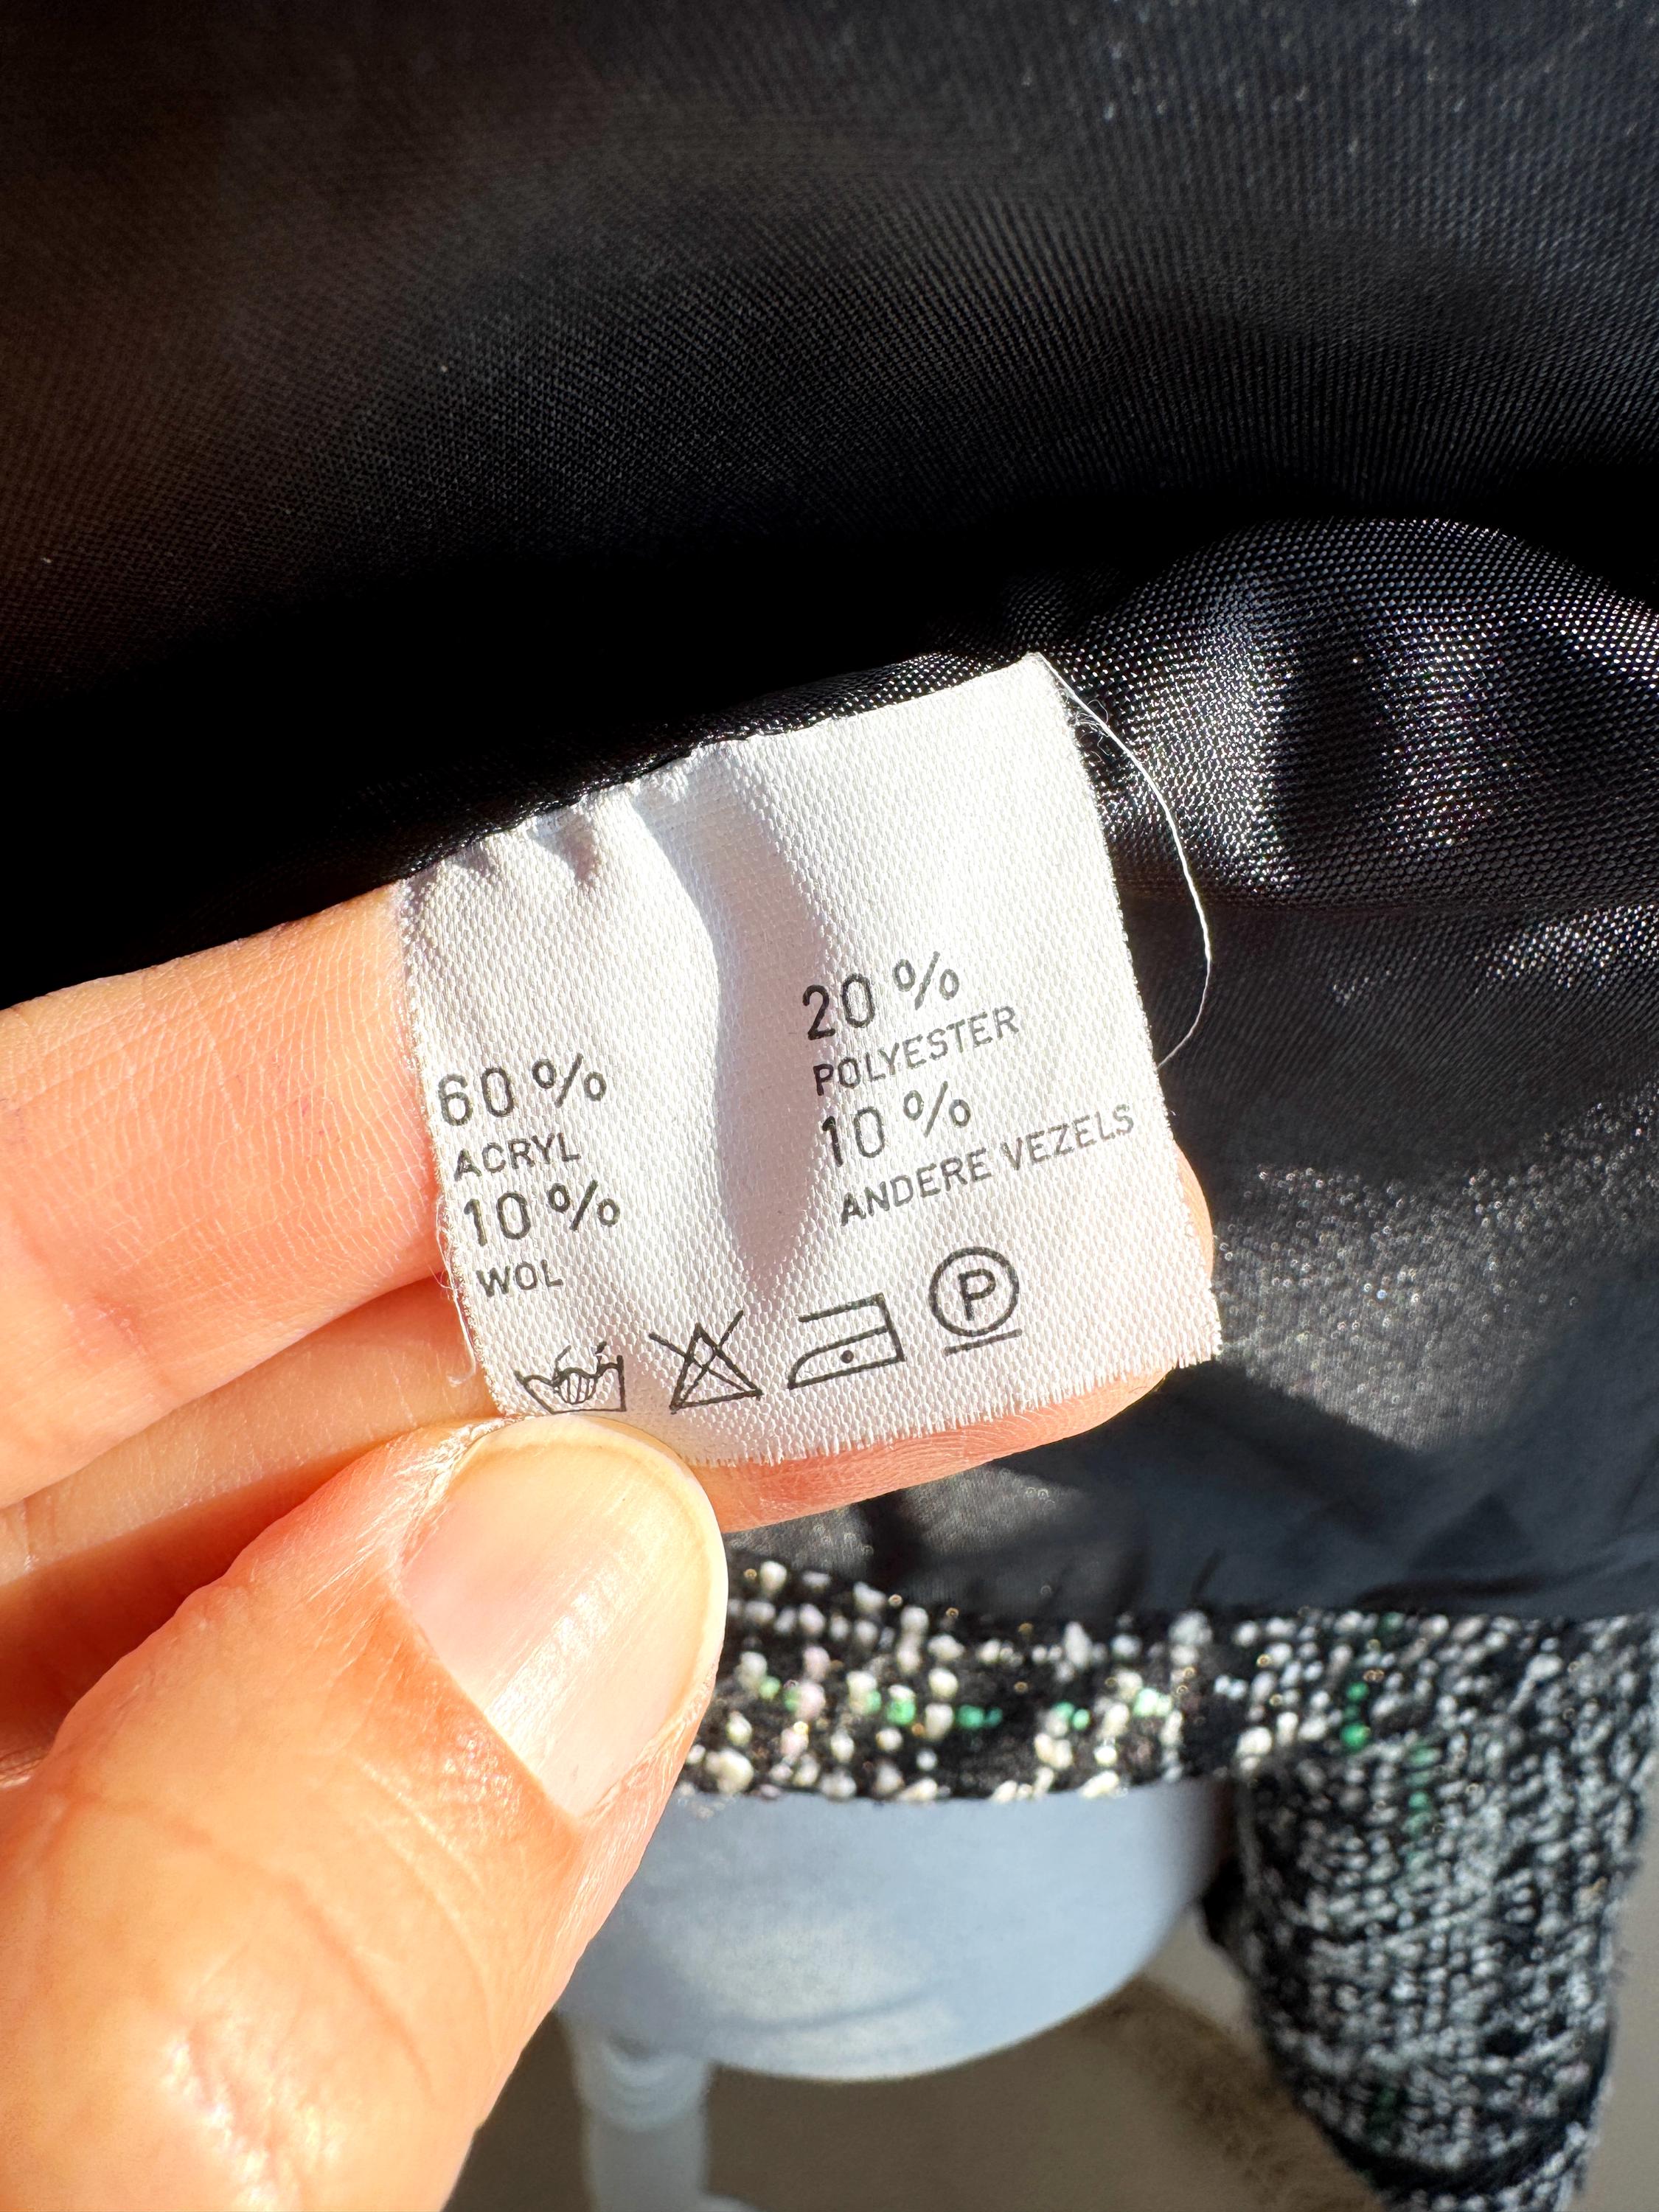 60 %
ACRYL
10 %
WOL
20 %
POLYESTER
10 %
ANDERE VEZELS
P